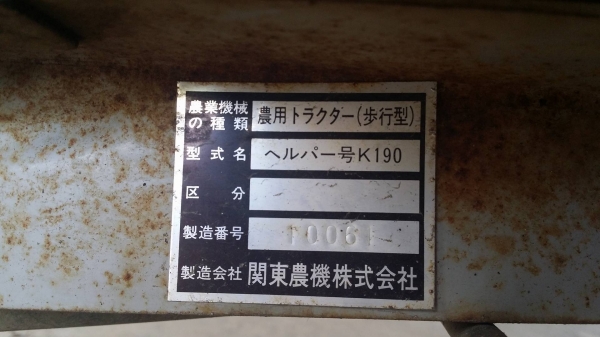 農業機械
の種類 農用トラクター(歩行型)
型式名 ヘルパー号K190
区分
製造番号 10061
製造会社 関東農機株式会社